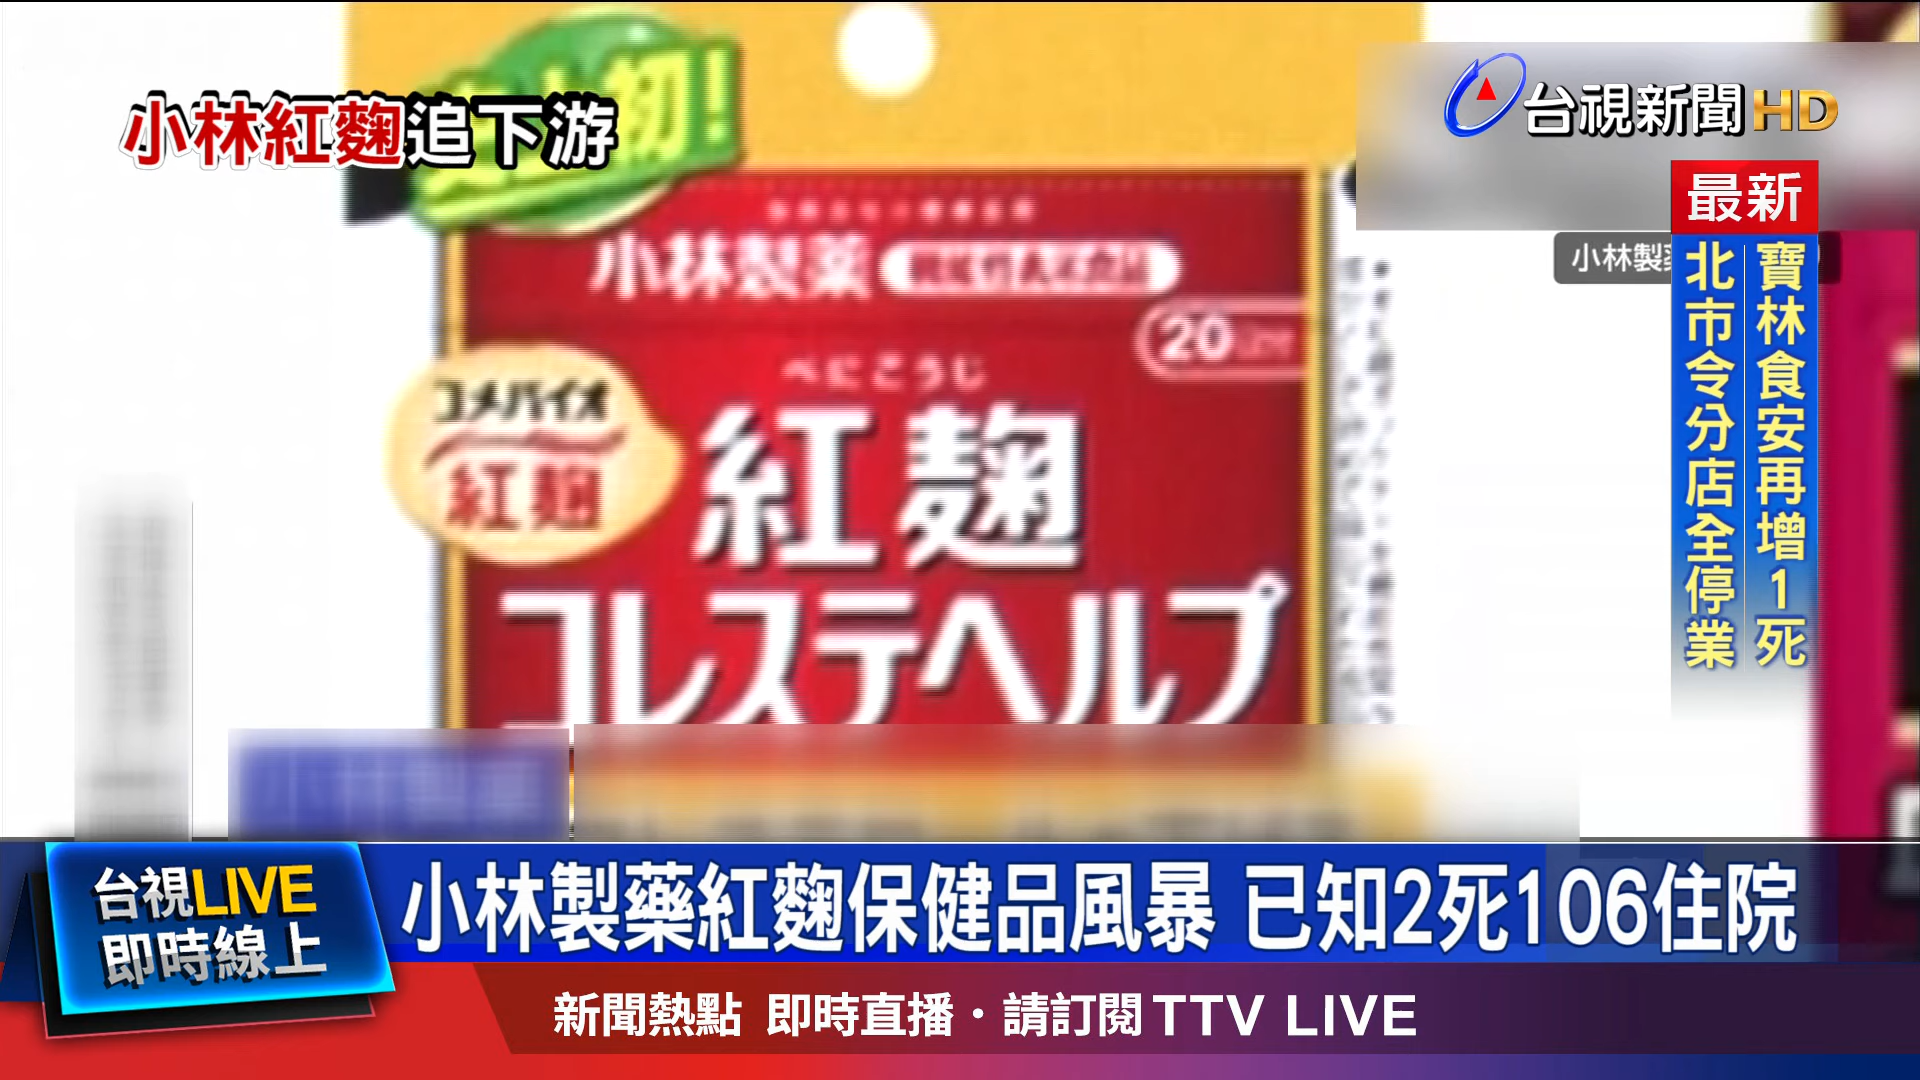 小林紅麴追下游
台視新聞HD
最新
寶林食安再增1死
北市令分店全停業
小林製
初!
小林製薬
20
べにこうじ
コメバイオ
紅麹
紅麹
コレステヘルプ
台視LIVE
即時線上
小林製藥紅麴保健品風暴 已知2死106住院
新聞熱點 即時直播·請訂閱TTV LIVE